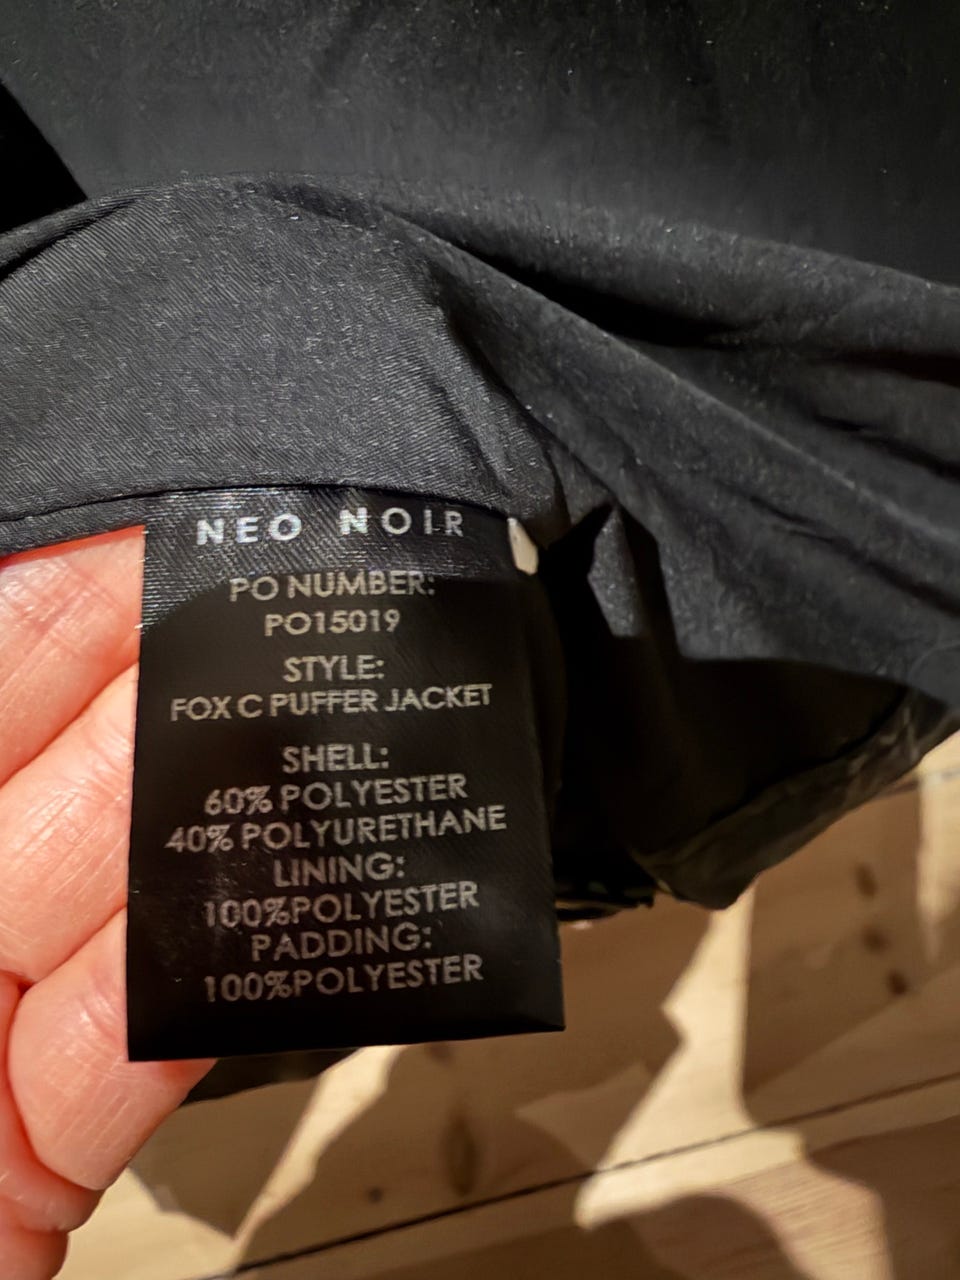 NEO NOIR
PO NUMBER:
PO15019
STYLE:
FOX C PUFFER JACKET
SHELL:
60% POLYESTER
40% POLYURETHANE
LINING:
100%POLYESTER
PADDING:
100%POLYESTER